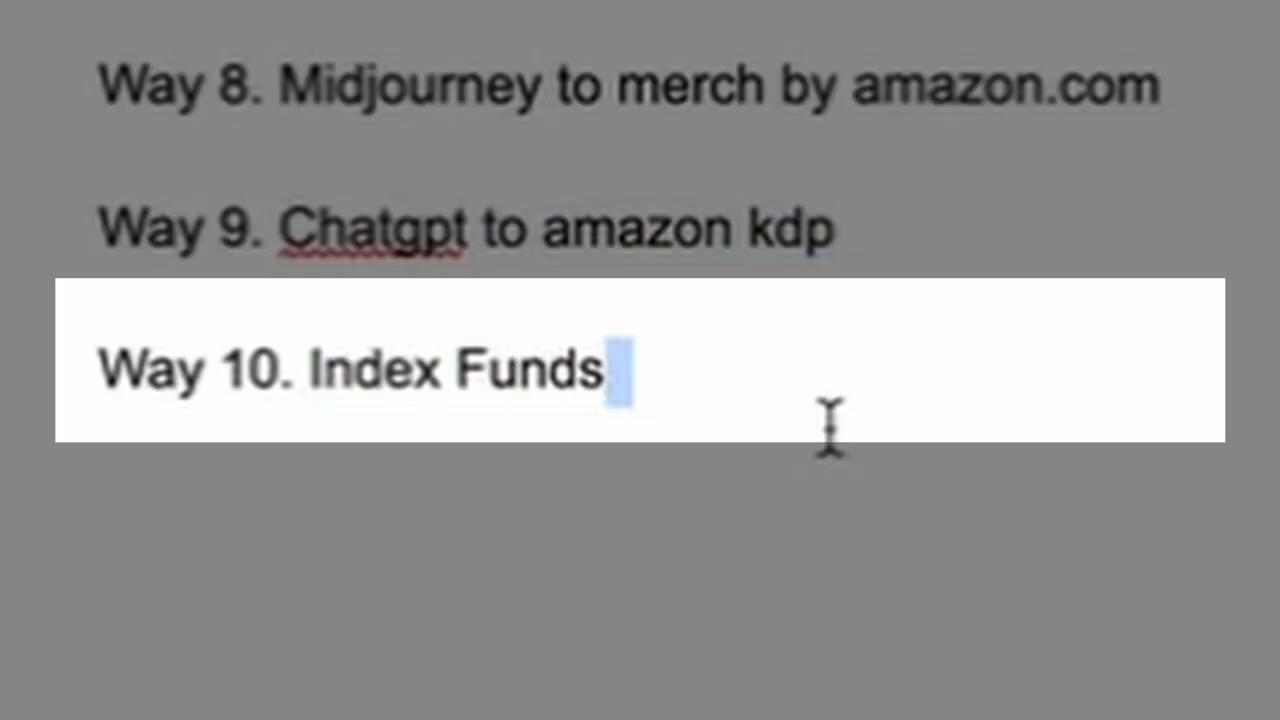 Way 8. Midjourney to merch by amazon.com
Way 9. Chatgpt to amazon kdp
Way 10. Index Funds